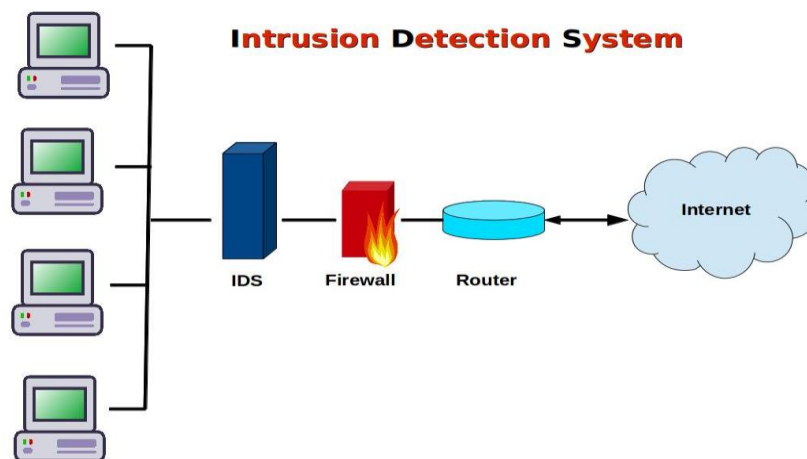 Intrusion Detection System
Internet
IDS
Firewall
Router